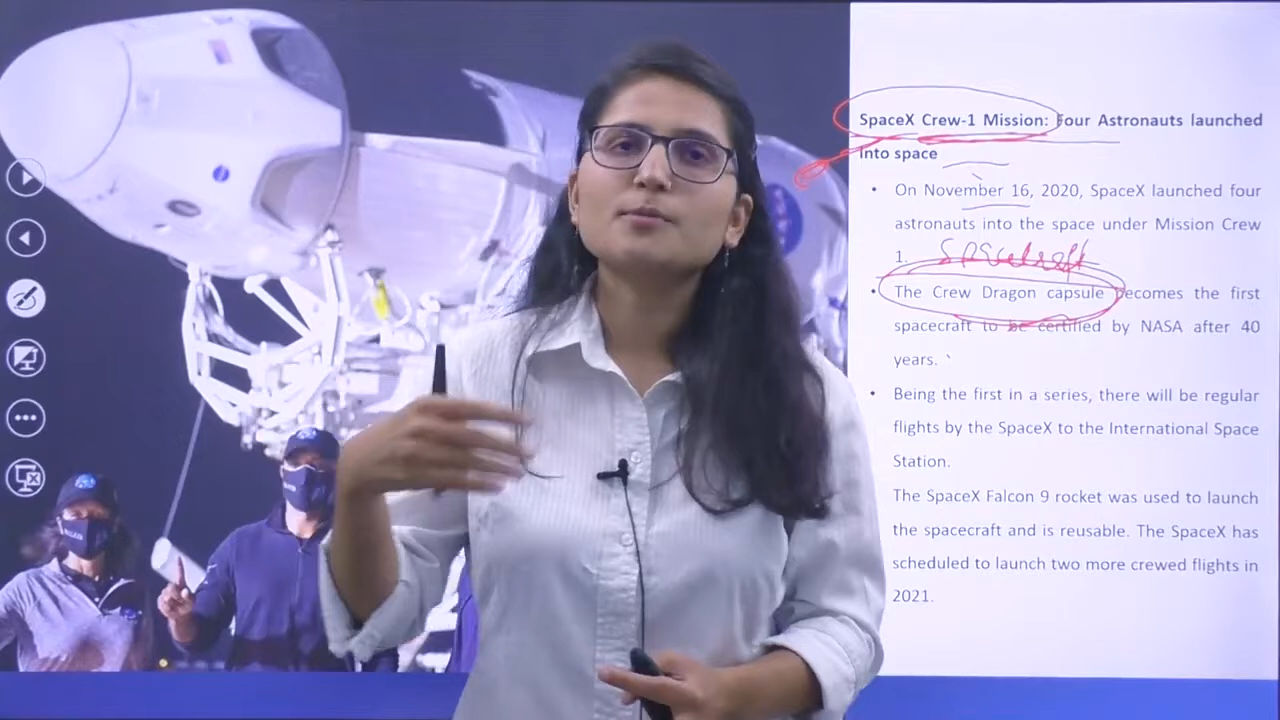 SpaceX Crew-1 Mission: Four Astronauts launched
into space
• On November 16, 2020, SpaceX launched four
astronauts into the space under Mission Crew
1.
Spacecraft
• The Crew Dragon capsule becomes the first
spacecraft to be certified by NASA after 40
years.
• Being the first in a series, there will be regular
flights by the SpaceX to the International Space
Station.
The SpaceX Falcon 9 rocket was used to launch
the spacecraft and is reusable. The SpaceX has
scheduled to launch two more crewed flights in
2021.